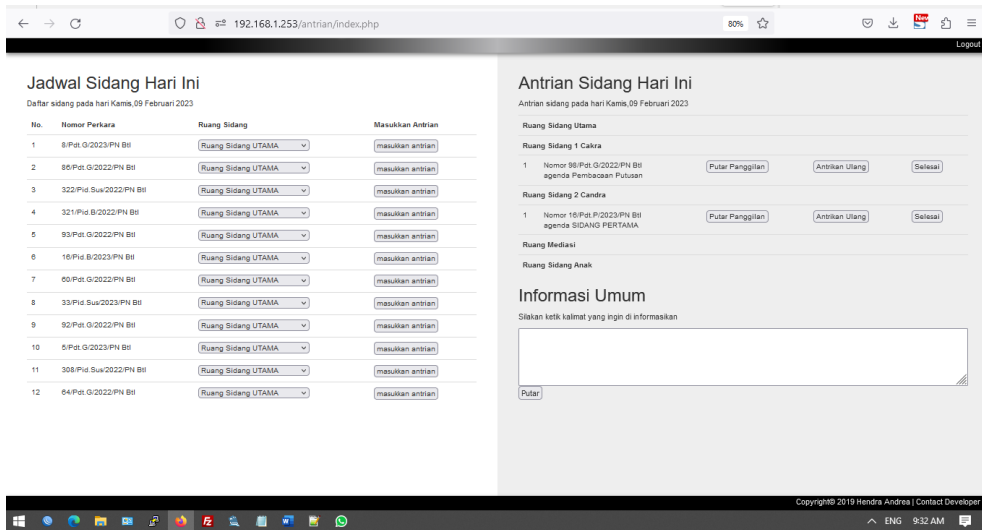 192.168.1.253/antrian/index.php
80%
New
Logout
Jadwal Sidang Hari Ini
Daftar sidang pada hari Kamis,09 Februari 2023
No. Nomor Perkara Ruang Sidang Masukkan Antrian
1 8/Pdt.G/2023/PN Btl Ruang Sidang UTAMA masukkan antrian
2 86/Pdt.G/2022/PN Btl Ruang Sidang UTAMA masukkan antrian
3 322/Pid.Sus/2022/PN Btl Ruang Sidang UTAMA masukkan antrian
4 321/Pid.B/2022/PN Btl Ruang Sidang UTAMA masukkan antrian
5 93/Pdt.G/2022/PN Btl Ruang Sidang UTAMA masukkan antrian
6 16/Pid.B/2023/PN Btl Ruang Sidang UTAMA masukkan antrian
7 60/Pdt.G/2022/PN Btl Ruang Sidang UTAMA masukkan antrian
8 33/Pid.Sus/2023/PN Btl Ruang Sidang UTAMA masukkan antrian
9 92/Pdt.G/2022/PN Btl Ruang Sidang UTAMA masukkan antrian
10 5/Pdt.G/2023/PN Btl Ruang Sidang UTAMA masukkan antrian
11 308/Pid.Sus/2022/PN Btl Ruang Sidang UTAMA masukkan antrian
12 64/Pdt.G/2022/PN Btl Ruang Sidang UTAMA masukkan antrian
Antrian Sidang Hari Ini
Antrian sidang pada hari Kamis,09 Februari 2023
Ruang Sidang Utama
Ruang Sidang 1 Cakra
1 Nomor 98/Pdt.G/2022/PN Btl Putar Panggilan Antrikan Ulang Selesai
agenda Pembacaan Putusan
Ruang Sidang 2 Candra
1 Nomor 16/Pdt.P/2023/PN Btl Putar Panggilan Antrikan Ulang Selesai
agenda SIDANG PERTAMA
Ruang Mediasi
Ruang Sidang Anak
Informasi Umum
Silakan ketik kalimat yang ingin di informasikan
Putar
Copyright© 2019 Hendra Andrea | Contact Developer
ENG 9:32 AM